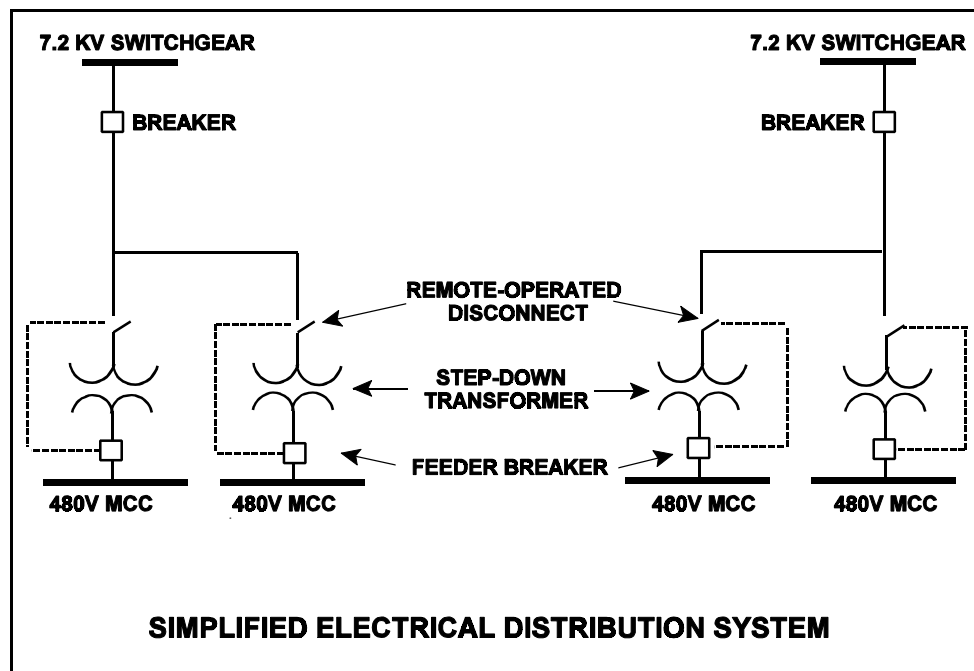 7.2 KV SWITCHGEAR
7.2 KV SWITCHGEAR
BREAKER
BREAKER
REMOTE-OPERATED
DISCONNECT
STEP-DOWN
TRANSFORMER
FEEDER BREAKER
480V MCC
480V MCC
480V MCC
480V MCC
SIMPLIFIED ELECTRICAL DISTRIBUTION SYSTEM